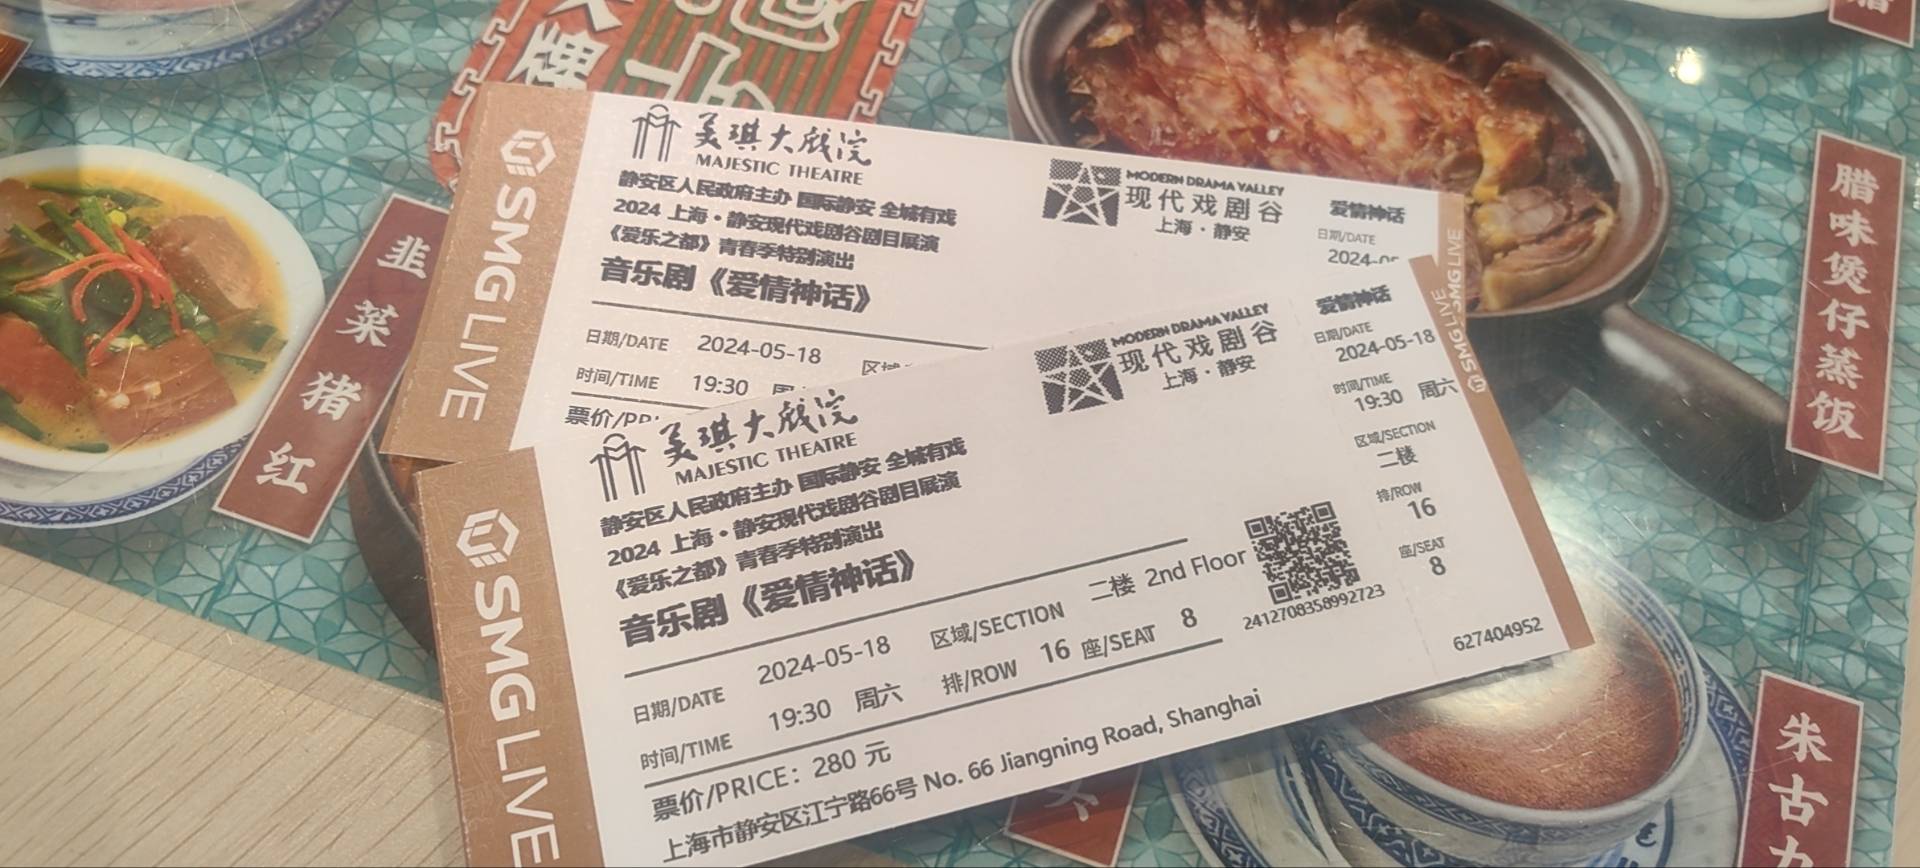 美琪大戏院
MAJESTIC THEATRE
静安区人民政府主办 国际静安 全城有戏
2024 上海·静安现代戏剧谷剧目展演
《爱乐之都》青春季特别演出
音乐剧《爱情神话》
日期/DATE 2024-05-18
时间/TIME 19:30
票价/PRI
MODERN DRAMA VALLEY
现代戏剧谷
上海·静安
爱情神话
日期/DATE
SMG LIVE
SMG LIVE
美琪大戏院
MAJESTIC THEATRE
静安区人民政府主办 国际静安 全城有戏
2024 上海·静安现代戏剧谷剧目展演
《爱乐之都》青春季特别演出
音乐剧《爱情神话》
日期/DATE 2024-05-18 区域/SECTION 二楼 2nd Floor
时间/TIME 19:30 周六 排/ROW 16 座/SEAT 8
票价/PRICE：280 元
上海市静安区江宁路66号 No. 66 Jiangning Road, Shanghai
MODERN DRAMA VALLEY
现代戏剧谷
上海·静安
2412708358992723
爱情神话
日期/DATE
2024-05-18
时间/TIME
19:30 周六
区域/SECTION
二楼
排/ROW
16
座/SEAT
8
627404952
SMG LIVE
SMG LIVE
韭菜猪红
腊味煲仔蒸饭
朱古力